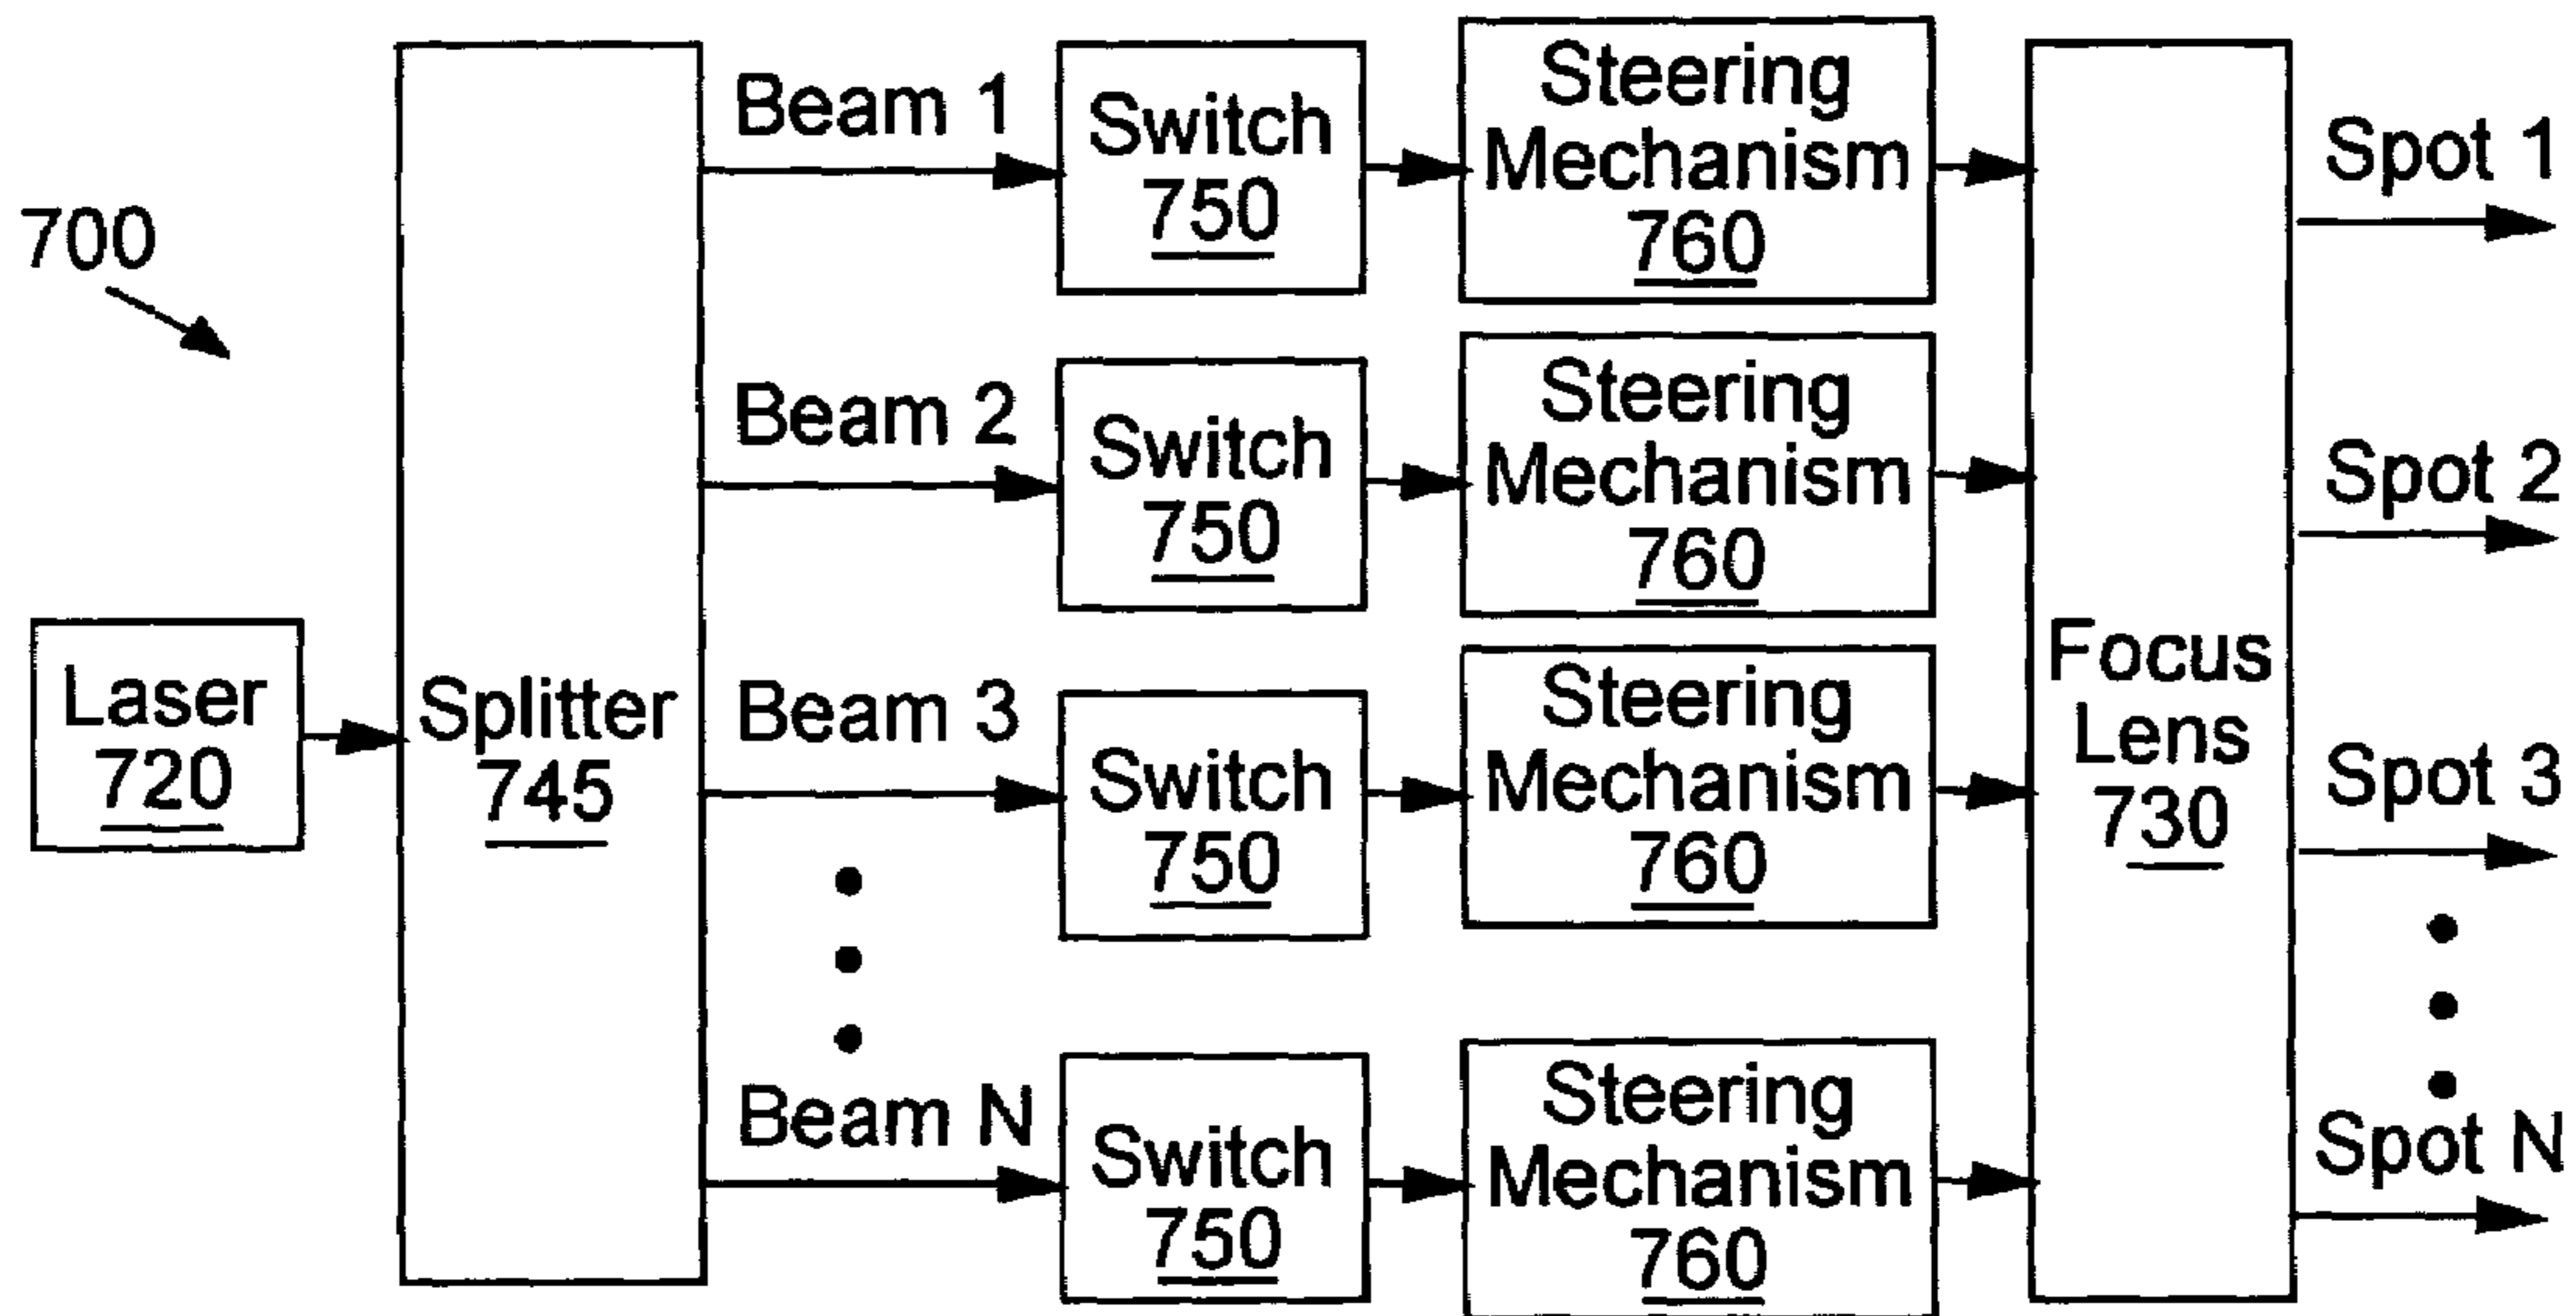 700
Laser
720
Splitter
745
Beam 1
Beam 2
Beam 3
Beam N
Switch
750
Switch
750
Switch
750
Switch
750
Steering
Mechanism
760
Steering
Mechanism
760
Steering
Mechanism
760
Steering
Mechanism
760
Focus
Lens
730
Spot 1
Spot 2
Spot 3
Spot N